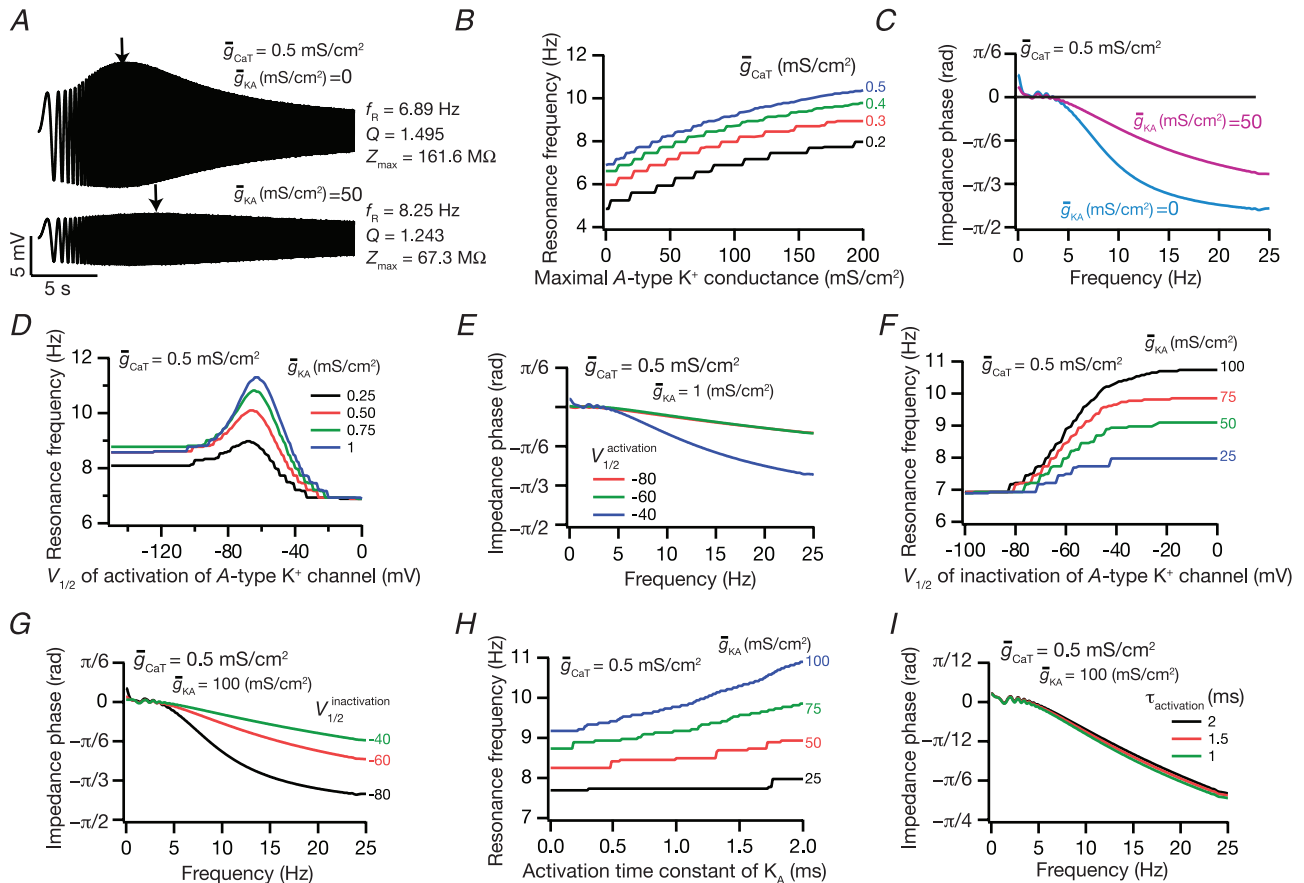 A
ḡCaT = 0.5 mS/cm²
ḡKA (mS/cm²) = 0
fR = 6.89 Hz
Q = 1.495
Zmax = 161.6 MΩ
ḡKA (mS/cm²) = 50
fR = 8.25 Hz
Q = 1.243
Zmax = 67.3 MΩ
5 mV
5 s
B
Resonance frequency (Hz)
12
10
8
6
4
ḡCaT (mS/cm²)
0.5
0.4
0.3
0.2
0 50 100 150 200
Maximal A-type K⁺ conductance (mS/cm²)
C
Impedance phase (rad)
π/6
0
−π/6
−π/3
−π/2
ḡCaT = 0.5 mS/cm²
ḡKA (mS/cm²) = 50
ḡKA (mS/cm²) = 0
0 5 10 15 20 25
Frequency (Hz)
D
Resonance frequency (Hz)
12
10
8
6
ḡCaT = 0.5 mS/cm²
ḡKA (mS/cm²)
0.25
0.50
0.75
1
-120 -80 -40 0
V1/2 of activation of A-type K⁺ channel (mV)
E
Impedance phase (rad)
π/6
−π/6
−π/3
−π/2
ḡCaT = 0.5 mS/cm²
ḡKA = 1 (mS/cm²)
V1/2 activation
-80
-60
-40
0 5 10 15 20 25
Frequency (Hz)
F
Resonance frequency (Hz)
11
10
9
8
7
6
ḡCaT = 0.5 mS/cm²
ḡKA (mS/cm²)
100
75
50
25
-100 -80 -60 -40 -20 0
V1/2 of inactivation of A-type K⁺ channel (mV)
G
Impedance phase (rad)
π/6
0
−π/6
−π/3
−π/2
ḡCaT = 0.5 mS/cm²
ḡKA = 100 (mS/cm²)
V1/2 inactivation
-40
-60
-80
0 5 10 15 20 25
Frequency (Hz)
H
Resonance frequency (Hz)
11
10
9
8
7
6
ḡCaT = 0.5 mS/cm²
ḡKA (mS/cm²)
100
75
50
25
0.0 0.5 1.0 1.5 2.0
Activation time constant of KA (ms)
I
Impedance phase (rad)
π/12
0
−π/12
−π/6
−π/4
ḡCaT = 0.5 mS/cm²
ḡKA = 100 (mS/cm²)
τactivation (ms)
2
1.5
1
0 5 10 15 20 25
Frequency (Hz)